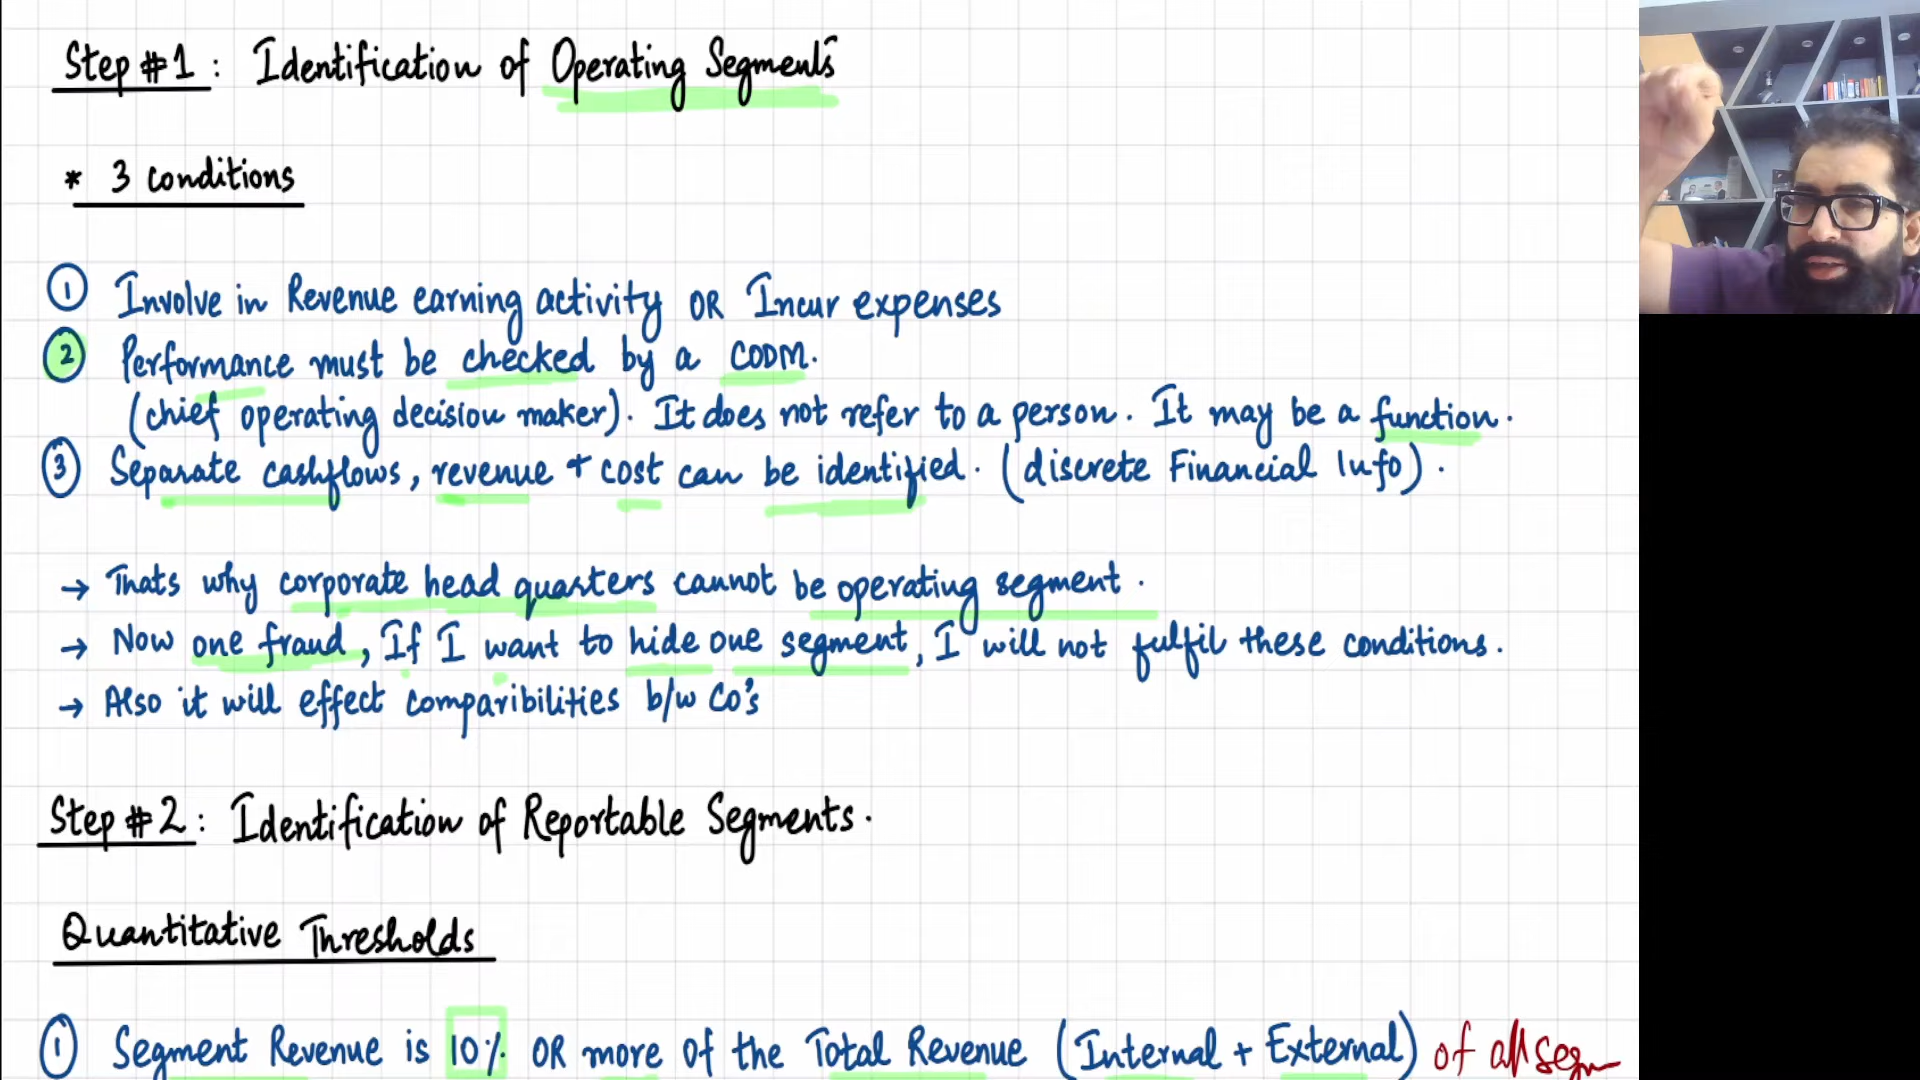 Step #1 : Identification of Operating Segments
* 3 conditions
① Involve in Revenue earning activity OR Incur expenses
② Performance must be checked by a CODM.
(chief operating decision maker). It does not refer to a person. It may be a function.
③ Separate cashflows, revenue + cost can be identified. (discrete Financial Info).
→ Thats why corporate head quarters cannot be operating segment.
→ Now one fraud, If I want to hide one segment, I will not fulfil these conditions.
→ Also it will effect comparibilities b/w Co's
Step #2 : Identification of Reportable Segments.
Quantitative Thresholds
① Segment Revenue is 10% OR more of the Total Revenue (Internal + External) of all segm